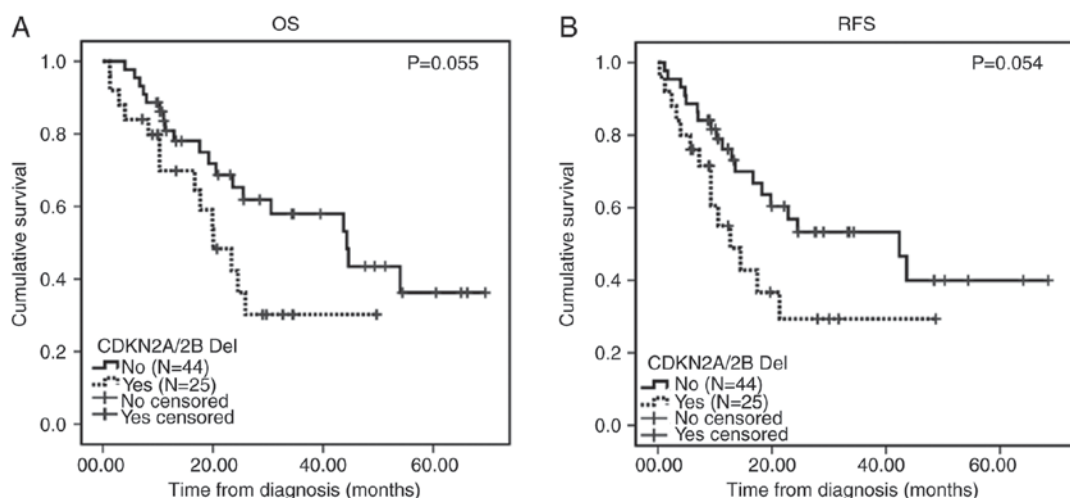 A
OS
P=0.055
Cumulative survival
1.0
0.8
0.6
0.4
0.2
0.0
CDKN2A/2B Del
No (N=44)
Yes (N=25)
No censored
Yes censored
00.00 20.00 40.00 60.00
Time from diagnosis (months)
B
RFS
P=0.054
Cumulative survival
1.0
0.8
0.6
0.4
0.2
0.0
CDKN2A/2B Del
No (N=44)
Yes (N=25)
No censored
Yes censored
00.00 20.00 40.00 60.00
Time from diagnosis (months)